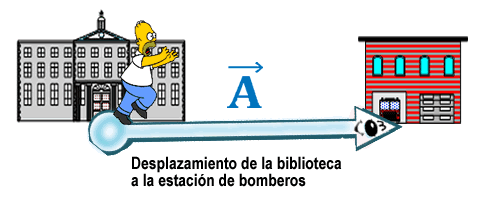 A
Desplazamiento de la biblioteca
a la estación de bomberos